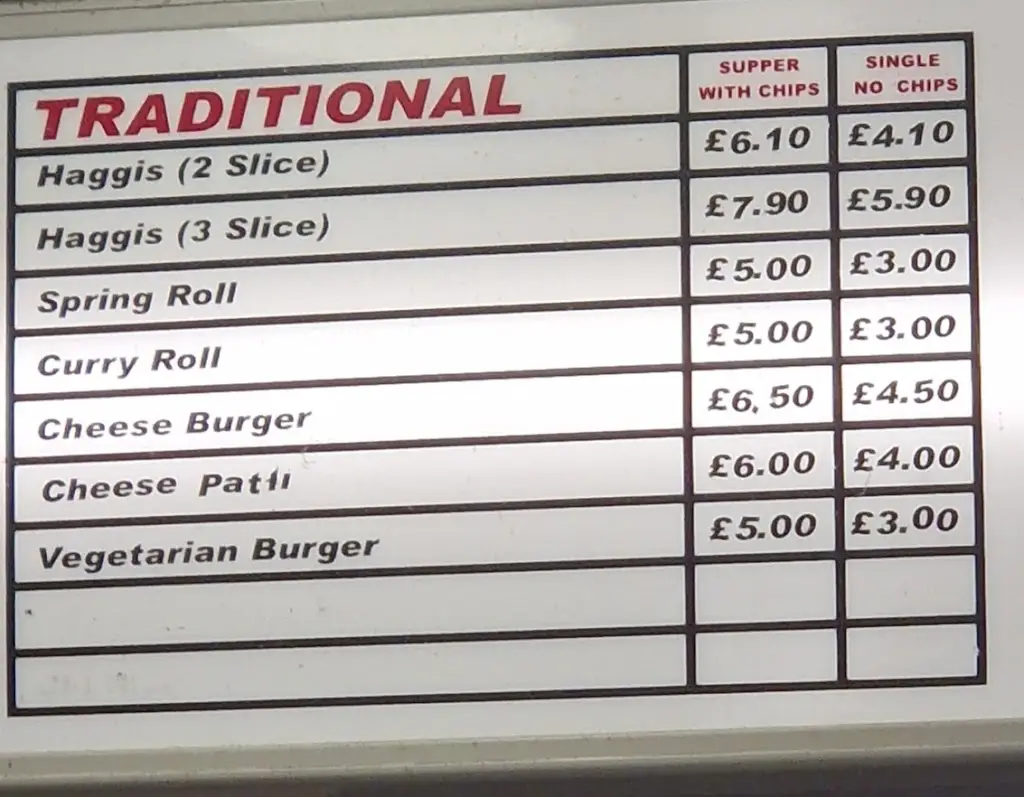 TRADITIONAL SUPPER WITH CHIPS SINGLE NO CHIPS
Haggis (2 Slice) £6.10 £4.10
Haggis (3 Slice) £7.90 £5.90
Spring Roll £5.00 £3.00
Curry Roll £5.00 £3.00
Cheese Burger £6.50 £4.50
Cheese £6.00 £4.00
Vegetarian Burger £5.00 £3.00